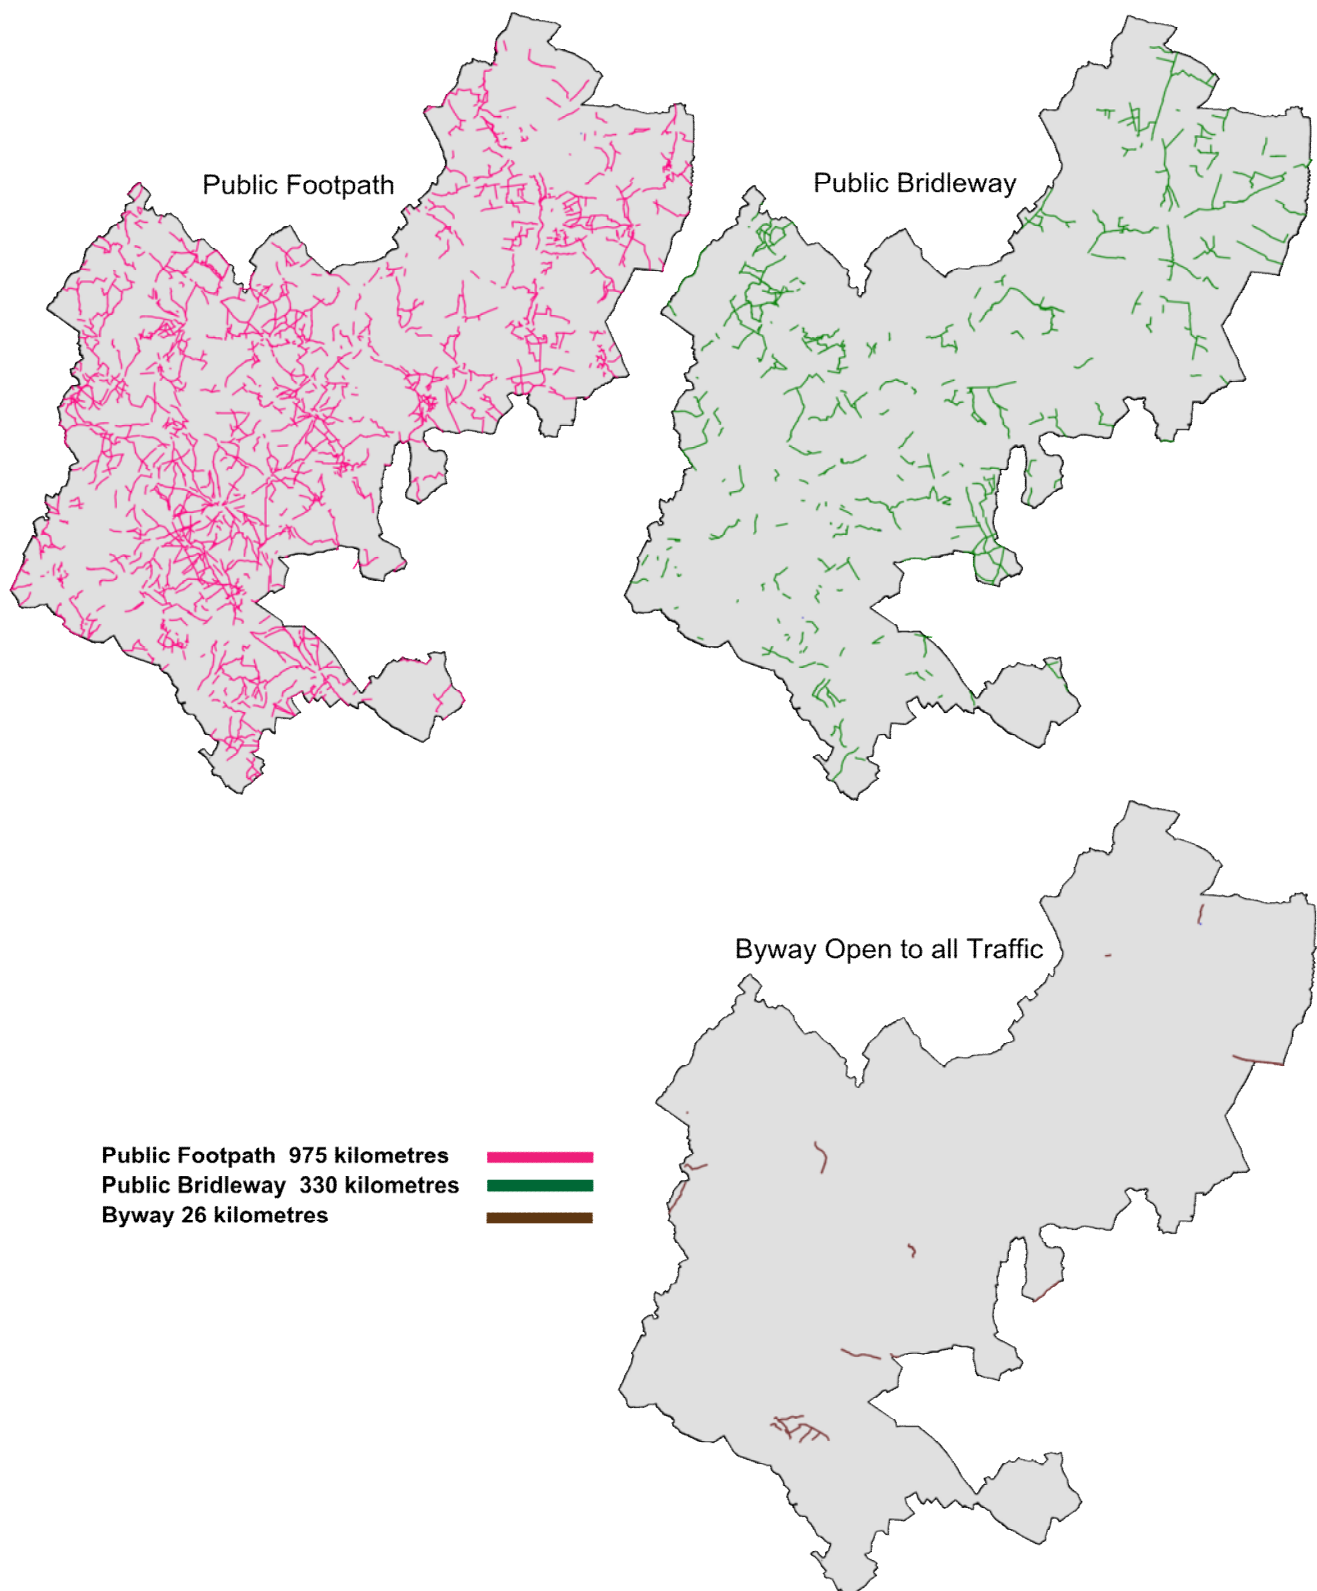 Public Footpath
Public Bridleway
Byway Open to all Traffic
Public Footpath 975 kilometres
Public Bridleway 330 kilometres
Byway 26 kilometres